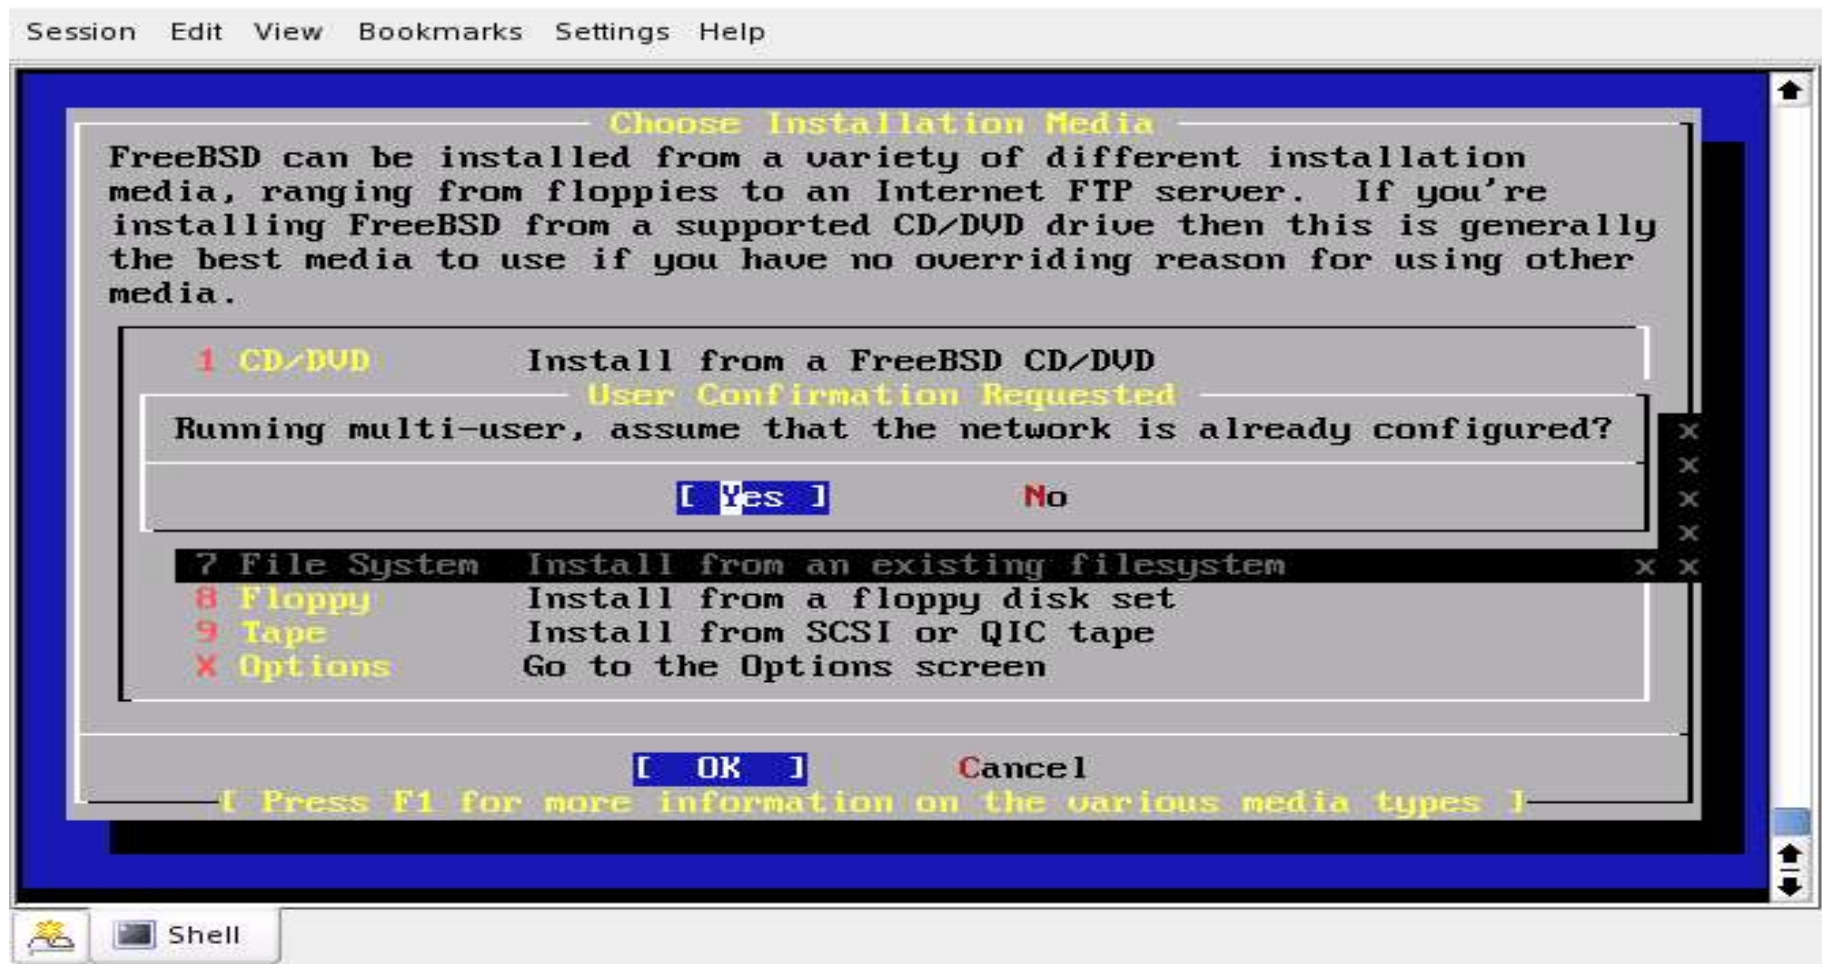 Session Edit View Bookmarks Settings Help
Choose Installation Media
FreeBSD can be installed from a variety of different installation
media, ranging from floppies to an Internet FTP server.  If you're
installing FreeBSD from a supported CD/DVD drive then this is generally
the best media to use if you have no overriding reason for using other
media.
1 CD/DVD Install from a FreeBSD CD/DVD
User Confirmation Requested
Running multi-user, assume that the network is already configured?
x
x
[ Yes ] No
x
x
7 File System Install from an existing filesystem x x
8 Floppy Install from a floppy disk set
9 Tape Install from SCSI or QIC tape
X Options Go to the Options screen
[ OK ] Cancel
[ Press F1 for more information on the various media types ]
Shell